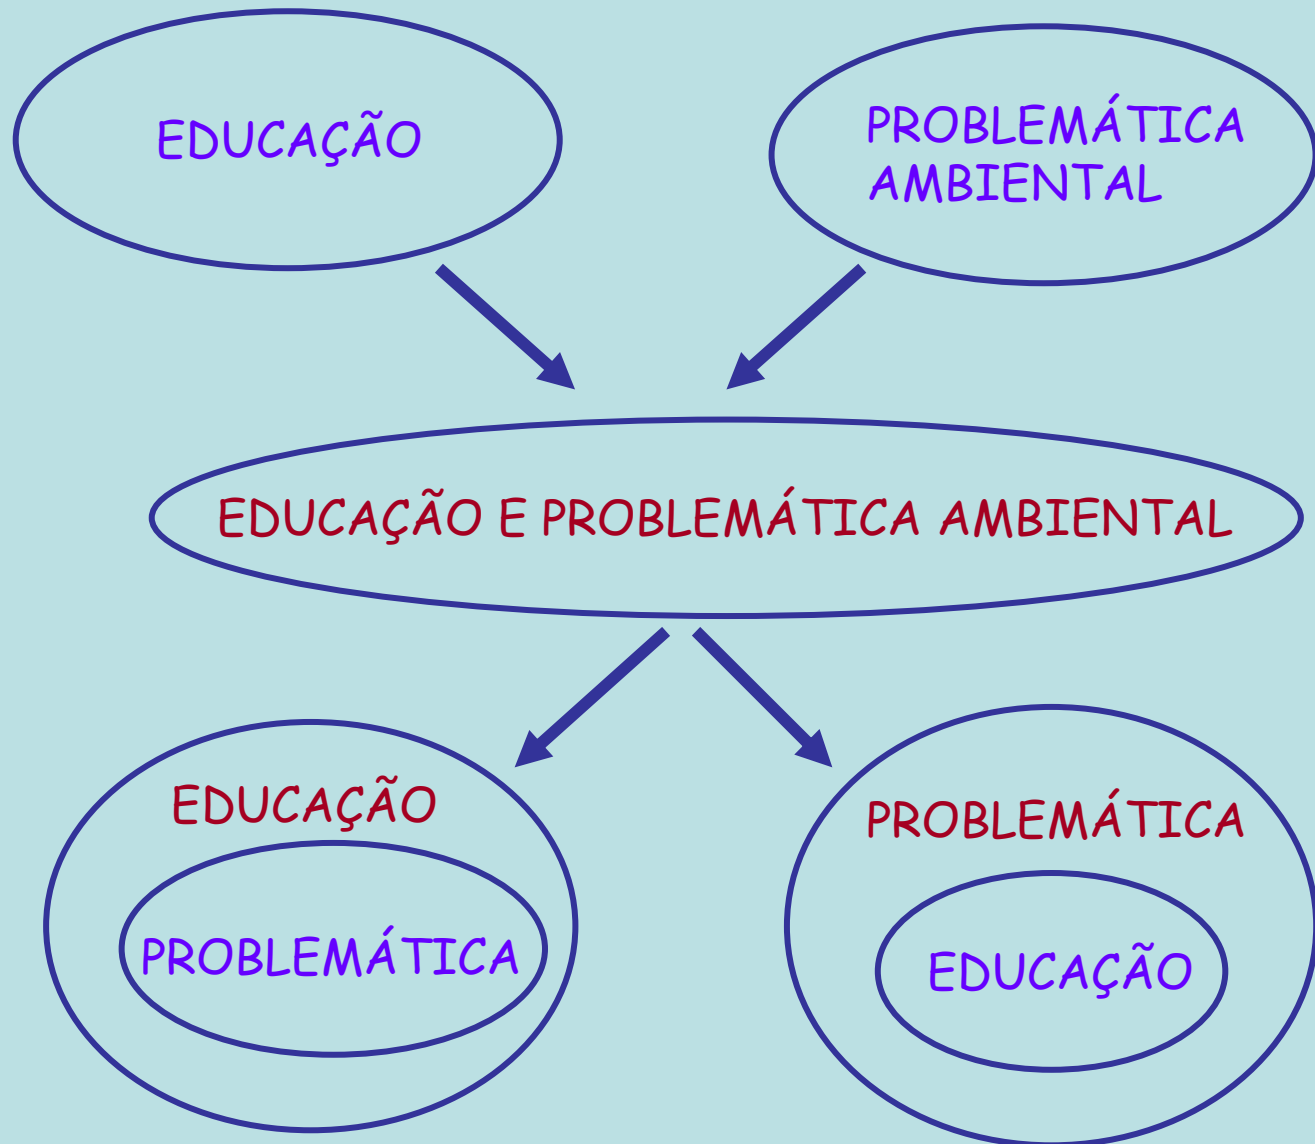 EDUCAÇÃO
PROBLEMÁTICA
AMBIENTAL
EDUCAÇÃO E PROBLEMÁTICA AMBIENTAL
EDUCAÇÃO
PROBLEMÁTICA
PROBLEMÁTICA
EDUCAÇÃO